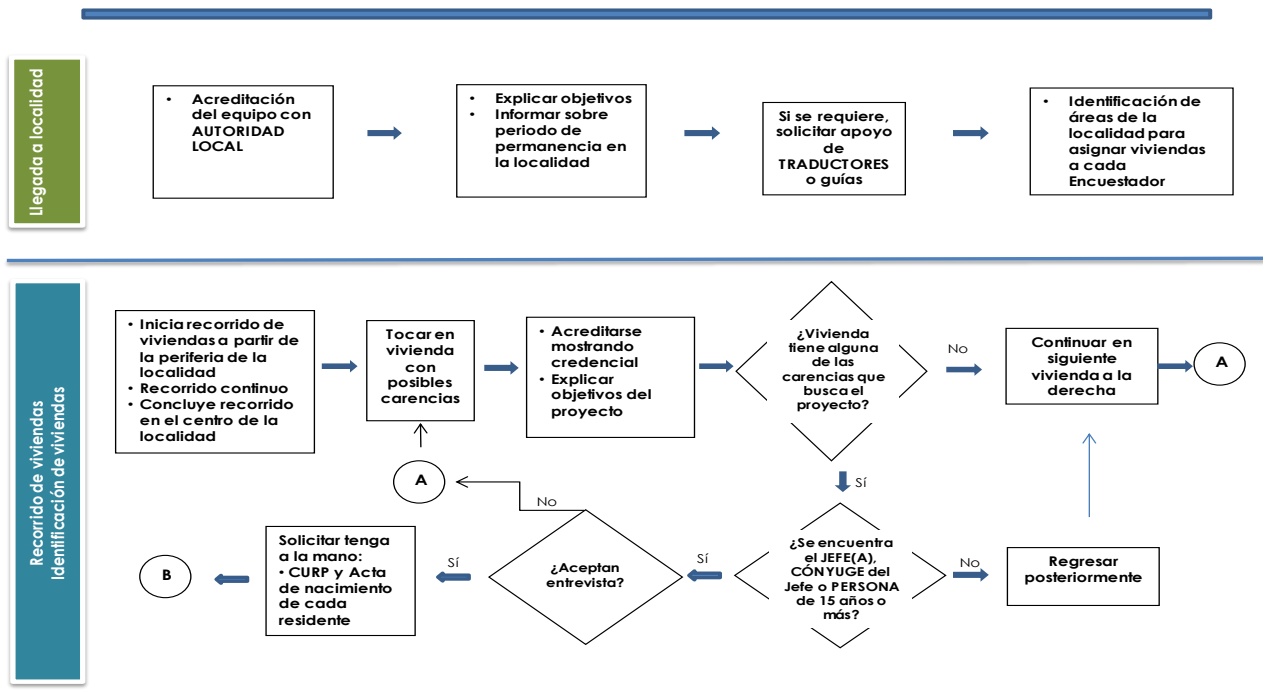 Llegada a localidad
• Acreditación
del equipo con
AUTORIDAD
LOCAL
• Explicar objetivos
• Informar sobre
periodo de
permanencia en
la localidad
Si se requiere,
solicitar apoyo
de
TRADUCTORES
o guías
• Identificación de
áreas de la
localidad para
asignar viviendas
a cada
Encuestador
Recorrido de viviendas
Identificación de viviendas
• Inicia recorrido de
viviendas a partir de
la periferia de la
localidad
• Recorrido continuo
• Concluye recorrido
en el centro de la
localidad
Tocar en
vivienda
con
posibles
carencias
• Acreditarse
mostrando
credencial
• Explicar
objetivos del
proyecto
¿Vivienda
tiene alguna
de las
carencias que
busca el
proyecto?
No
Continuar en
siguiente
vivienda a la
derecha
A
Sí
¿Se encuentra
el JEFE(A),
CÓNYUGE del
Jefe o PERSONA
de 15 años o
más?
No
Regresar
posteriormente
Sí
¿Aceptan
entrevista?
No
A
Sí
Solicitar tenga
a la mano:
• CURP y Acta
de nacimiento
de cada
residente
B